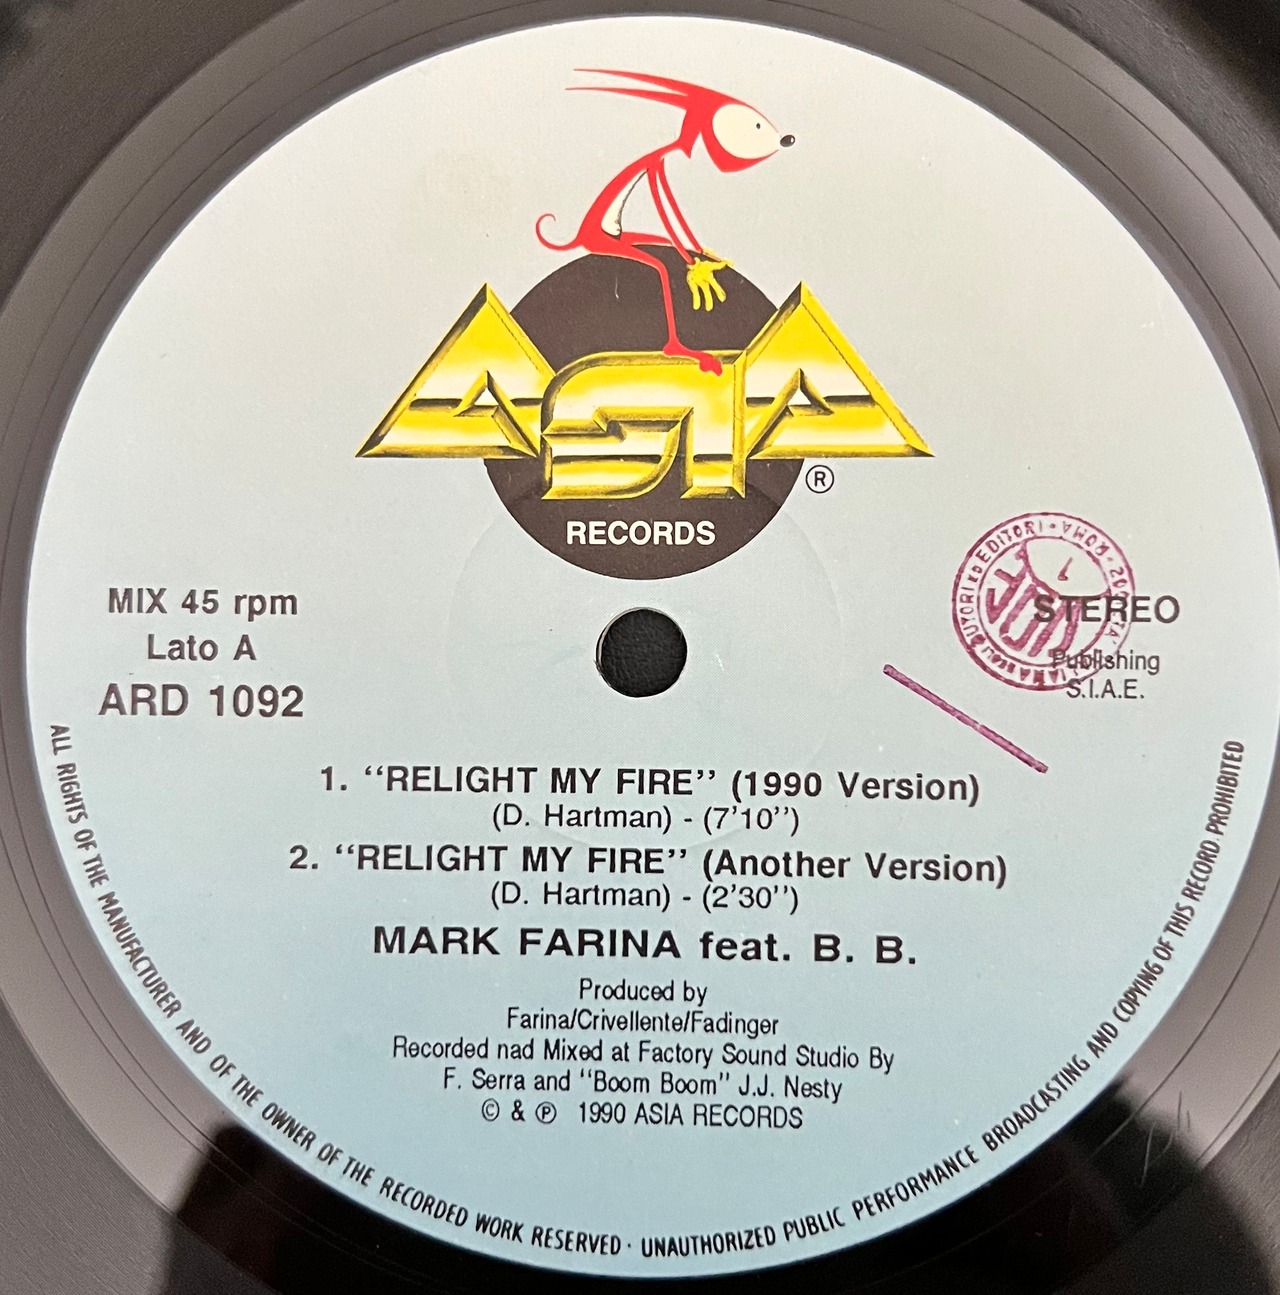 ASIA
®
RECORDS
MIX 45 rpm
Lato A
ARD 1092
STEREO
Publishing
S.I.A.E.
EDITORI · ROMA ·
1. “RELIGHT MY FIRE” (1990 Version)
(D. Hartman) - (7’10’’)
2. “RELIGHT MY FIRE” (Another Version)
(D. Hartman) - (2’30’’)
MARK FARINA feat. B. B.
Produced by
Farina/Crivellente/Fadinger
Recorded nad Mixed at Factory Sound Studio By
F. Serra and “Boom Boom” J.J. Nesty
© & ℗ 1990 ASIA RECORDS
ALL RIGHTS OF THE MANUFACTURER AND OF THE OWNER OF THE RECORDED WORK RESERVED · UNAUTHORIZED PUBLIC PERFORMANCE BROADCASTING AND COPYING OF THIS RECORD PROHIBITED